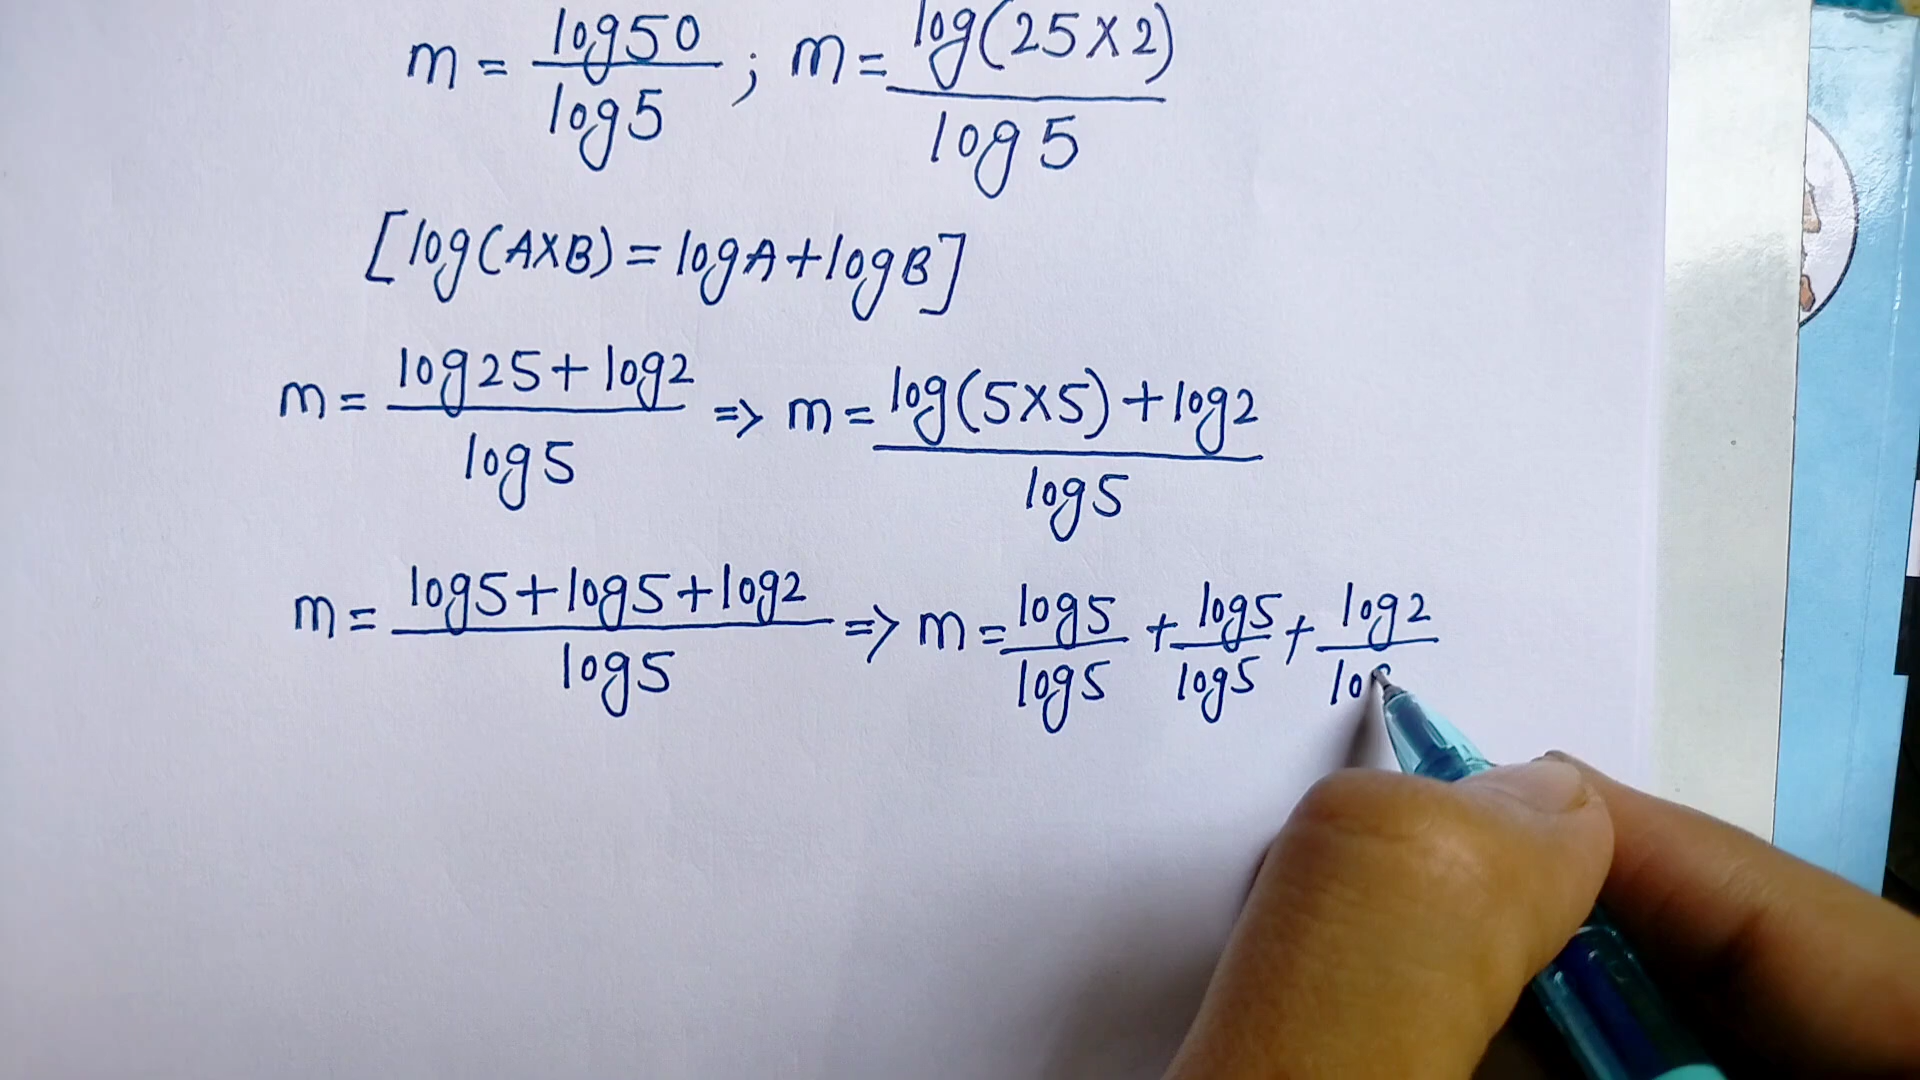 m = log50/log5 ; m = log(25×2)/log5
[log(A×B) = logA + logB]
m = log25 + log2/log5 => m = log(5×5) + log2/log5
m = log5 + log5 + log2/log5 => m = log5/log5 + log5/log5 + log2/lo